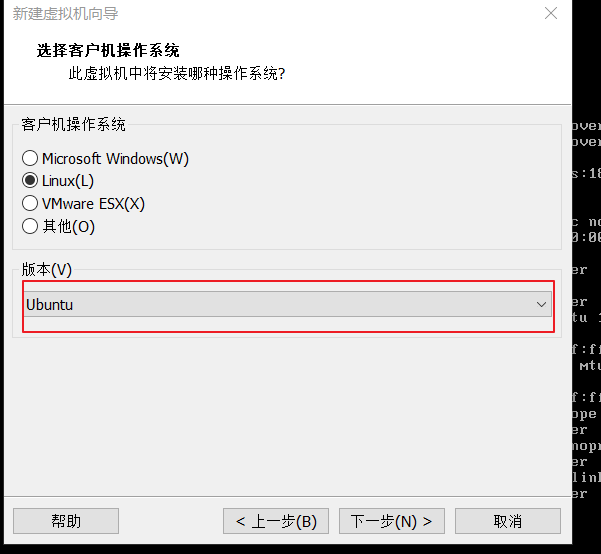 新建虚拟机向导
选择客户机操作系统
此虚拟机中将安装哪种操作系统?
客户机操作系统
Microsoft Windows(W)
Linux(L)
VMware ESX(X)
其他(O)
版本(V)
Ubuntu
帮助
< 上一步(B)
下一步(N) >
取消
over
over
s:18
c no
0:00
er
er
tu 1
f:ff
mtu
f:ff
ope
er
nopr
er
link
er